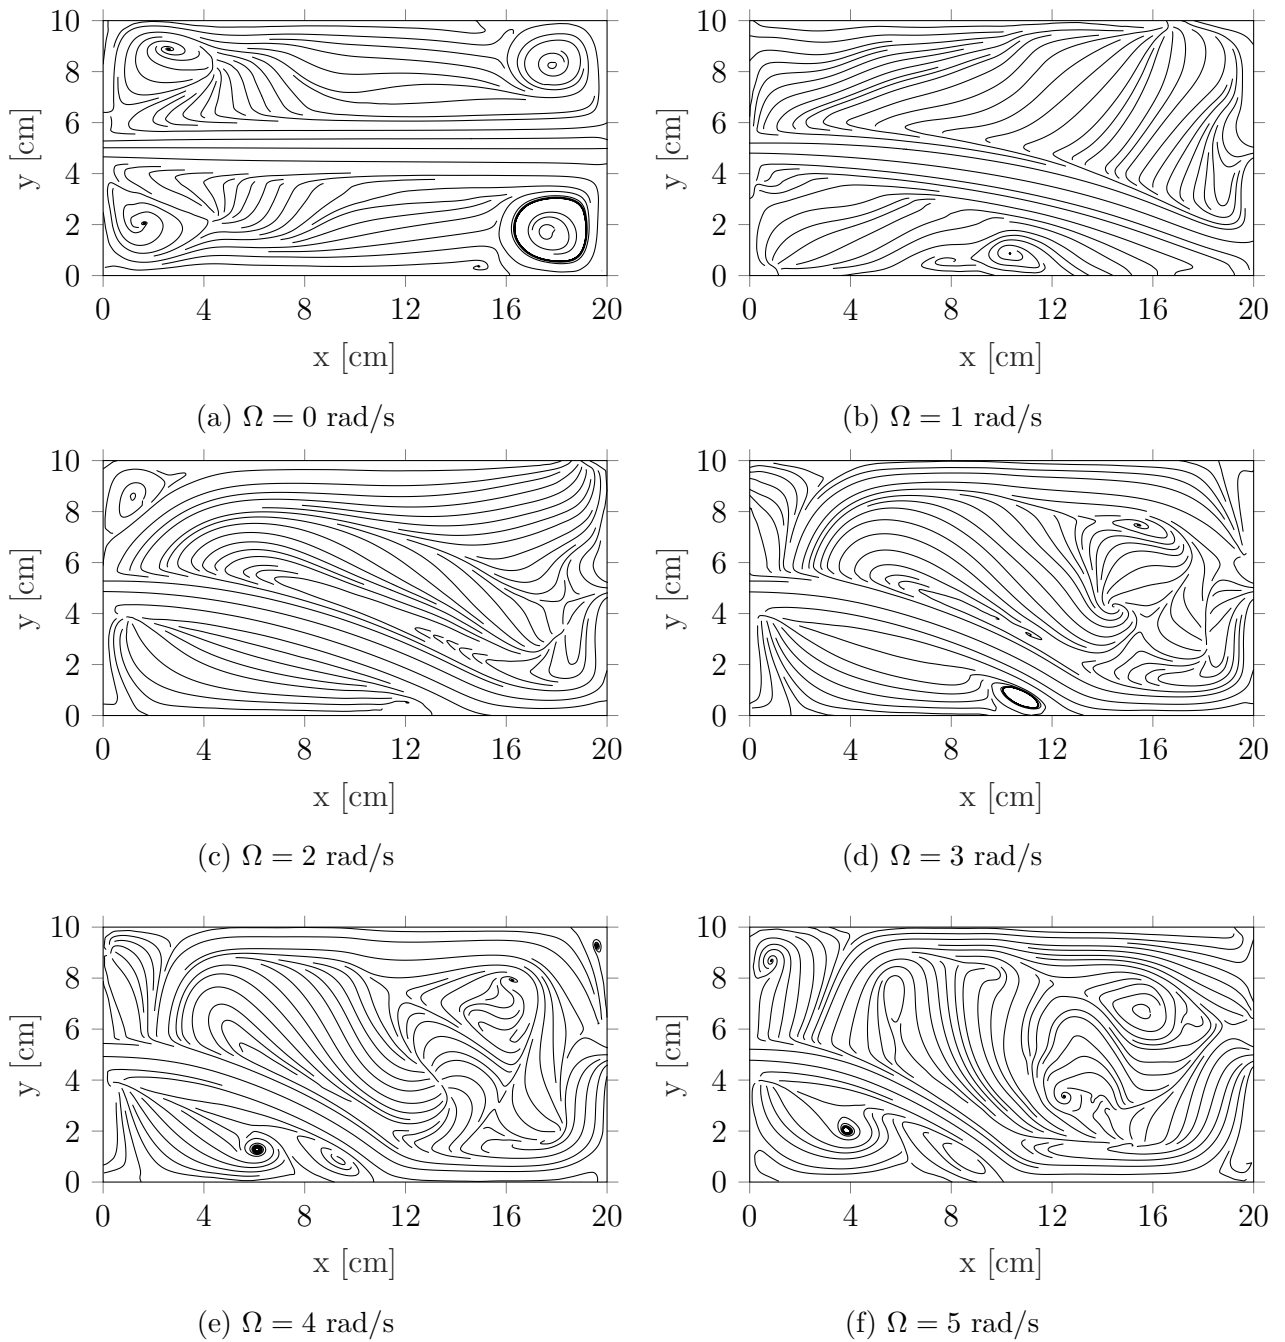 10
8
6
4
2
0
y [cm]
0 4 8 12 16 20
x [cm]
(a) Ω = 0 rad/s
10
8
6
4
2
0
y [cm]
0 4 8 12 16 20
x [cm]
(b) Ω = 1 rad/s
10
8
6
4
2
0
y [cm]
0 4 8 12 16 20
x [cm]
(c) Ω = 2 rad/s
10
8
6
4
2
0
y [cm]
0 4 8 12 16 20
x [cm]
(d) Ω = 3 rad/s
10
8
6
4
2
0
y [cm]
0 4 8 12 16 20
x [cm]
(e) Ω = 4 rad/s
10
8
6
4
2
0
y [cm]
0 4 8 12 16 20
x [cm]
(f) Ω = 5 rad/s